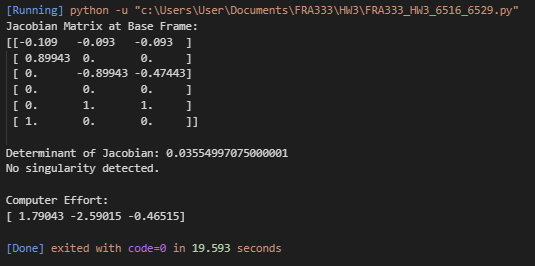 [Running] python -u "c:\Users\User\Documents\FRA333\HW3\FRA333_HW3_6516_6529.py"
Jacobian Matrix at Base Frame:
[[-0.109   -0.093   -0.093  ]
 [ 0.89943  0.       0.     ]
 [ 0.      -0.89943 -0.47443]
 [ 0.       0.       0.     ]
 [ 0.       1.       1.     ]
 [ 1.       0.       0.     ]]
Determinant of Jacobian: 0.03554997075000001
No singularity detected.
Computer Effort:
[ 1.79043 -2.59015 -0.46515]
[Done] exited with code=0 in 19.593 seconds